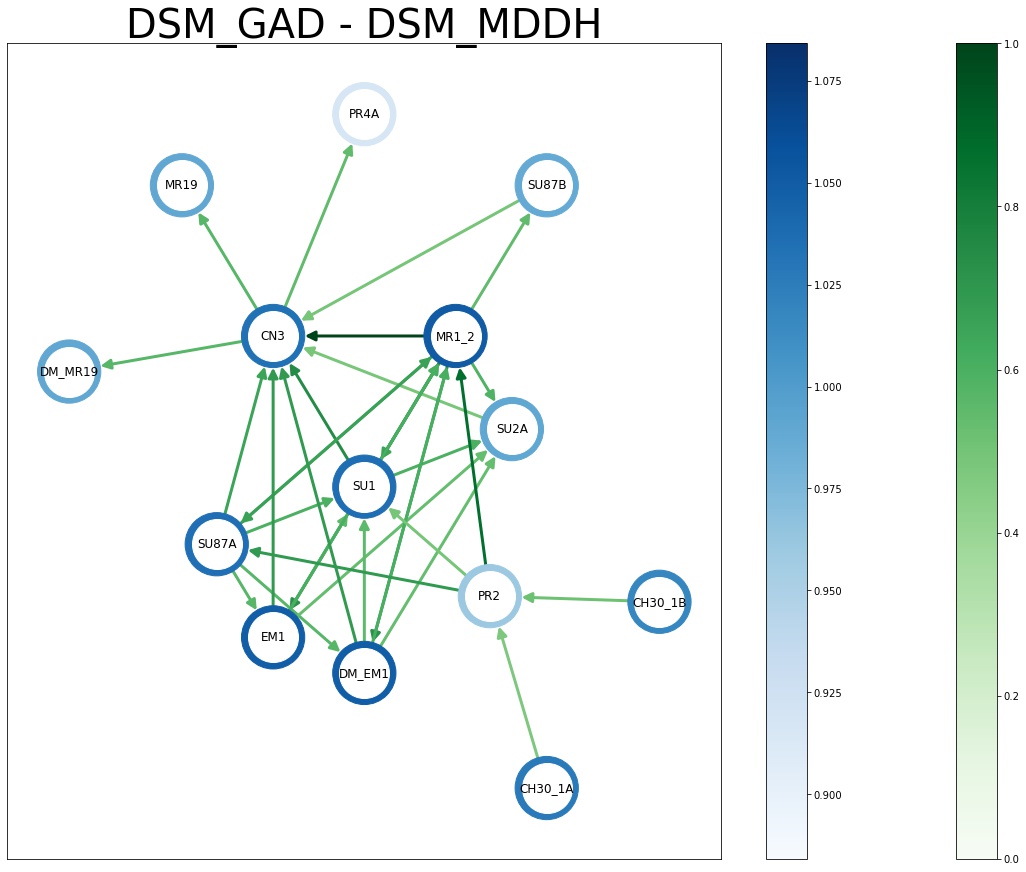 DSM_GAD - DSM_MDDH
PR4A
MR19
SU87B
CN3
MR1_2
DM_MR19
SU2A
SU1
SU87A
PR2
CH30_1B
EM1
DM_EM1
CH30_1A
1.075
1.050
1.025
1.000
0.975
0.950
0.925
0.900
1.0
0.8
0.6
0.4
0.2
0.0